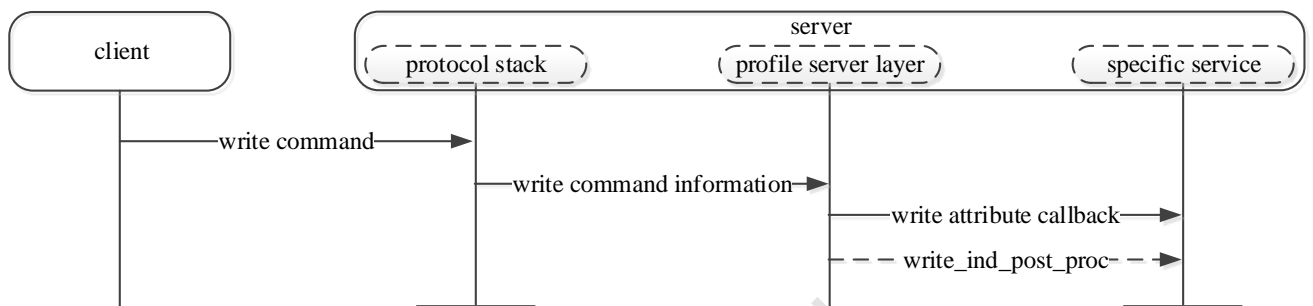 client
server
protocol stack
profile server layer
specific service
write command
write command information
write attribute callback
write_ind_post_proc